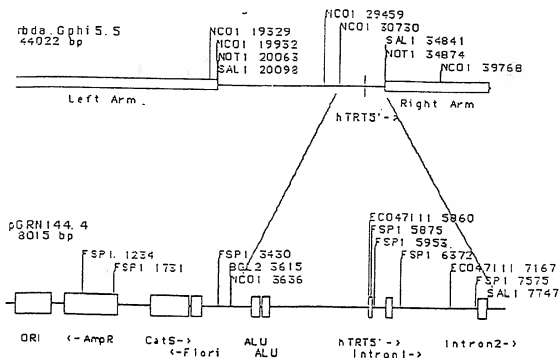 NCO1 29459
rbda.Gphi5.5
44022 bp
NCO1 19329
NCO1 19932
NOT1 20063
SAL1 20098
NCO1 30730
SAL1 34841
NOT1 34874
NCO1 39768
Left Arm
Right Arm
hTRT5'->
pGRN144.4
8015 bp
FSP1 1234
FSP1 1731
FSP1 3430
BGL2 3615
NCO1 3636
ECO47111 5860
FSP1 5875
FSP1 5953
FSP1 6372
ECO47111 7167
FSP1 7575
SAL1 7747
ORI
<-AmpR
CatS->
<-Flori
ALU
ALU
hTRT5'->
Intron1->
Intron2->